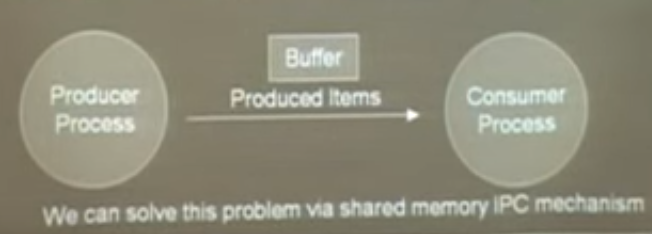 Buffer
Producer
Process
Produced Items
Consumer
Process
We can solve this problem via shared memory IPC mechanism